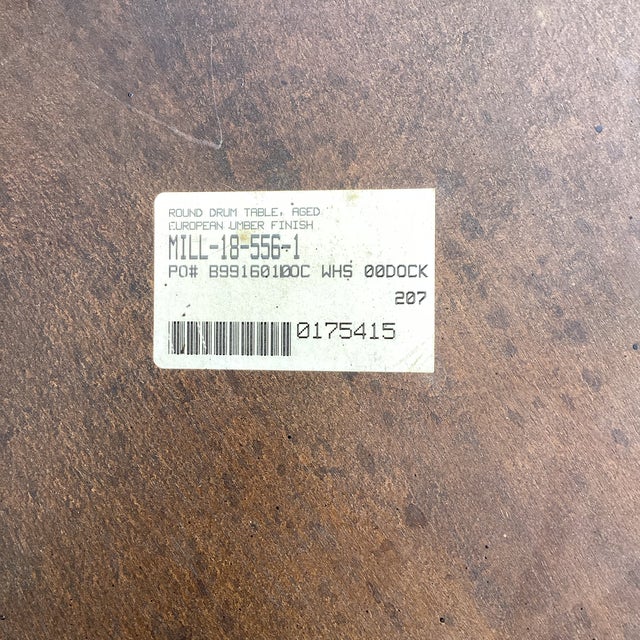 ROUND DRUM TABLE, AGED
EUROPEAN UMBER FINISH
MILL-18-556-1
PO# B99160100C WHS 00DOCK
207
0175415